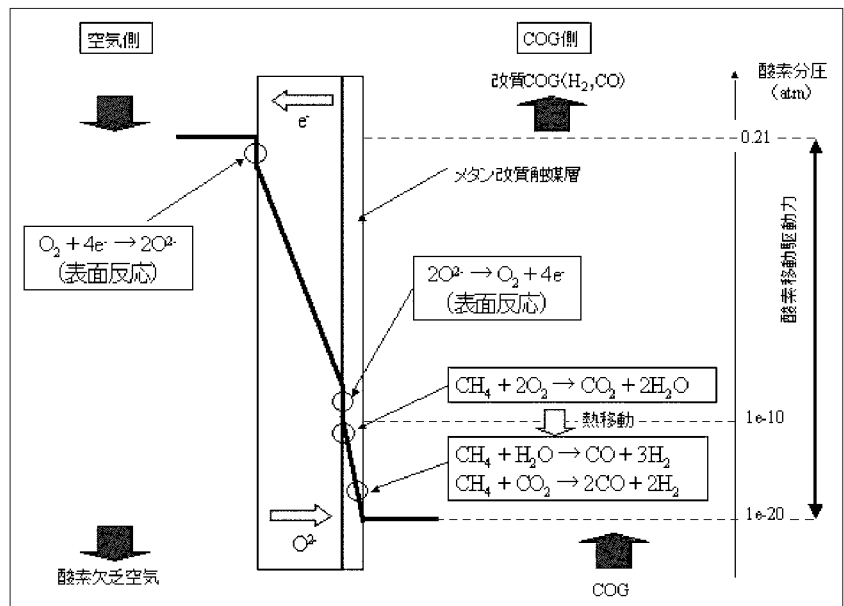 空気側
COG側
改質COG(H₂,CO)
酸素分圧
(atm)
e⁻
0.21
メタン改質触媒層
O₂ + 4e⁻ → 2O²⁻
(表面反応)
2O²⁻ → O₂ + 4e⁻
(表面反応)
酸素移動駆動力
CH₄ + 2O₂ → CO₂ + 2H₂O
熱移動
1e-10
CH₄ + H₂O → CO + 3H₂
CH₄ + CO₂ → 2CO + 2H₂
1e-20
O²⁻
酸素欠乏空気
COG